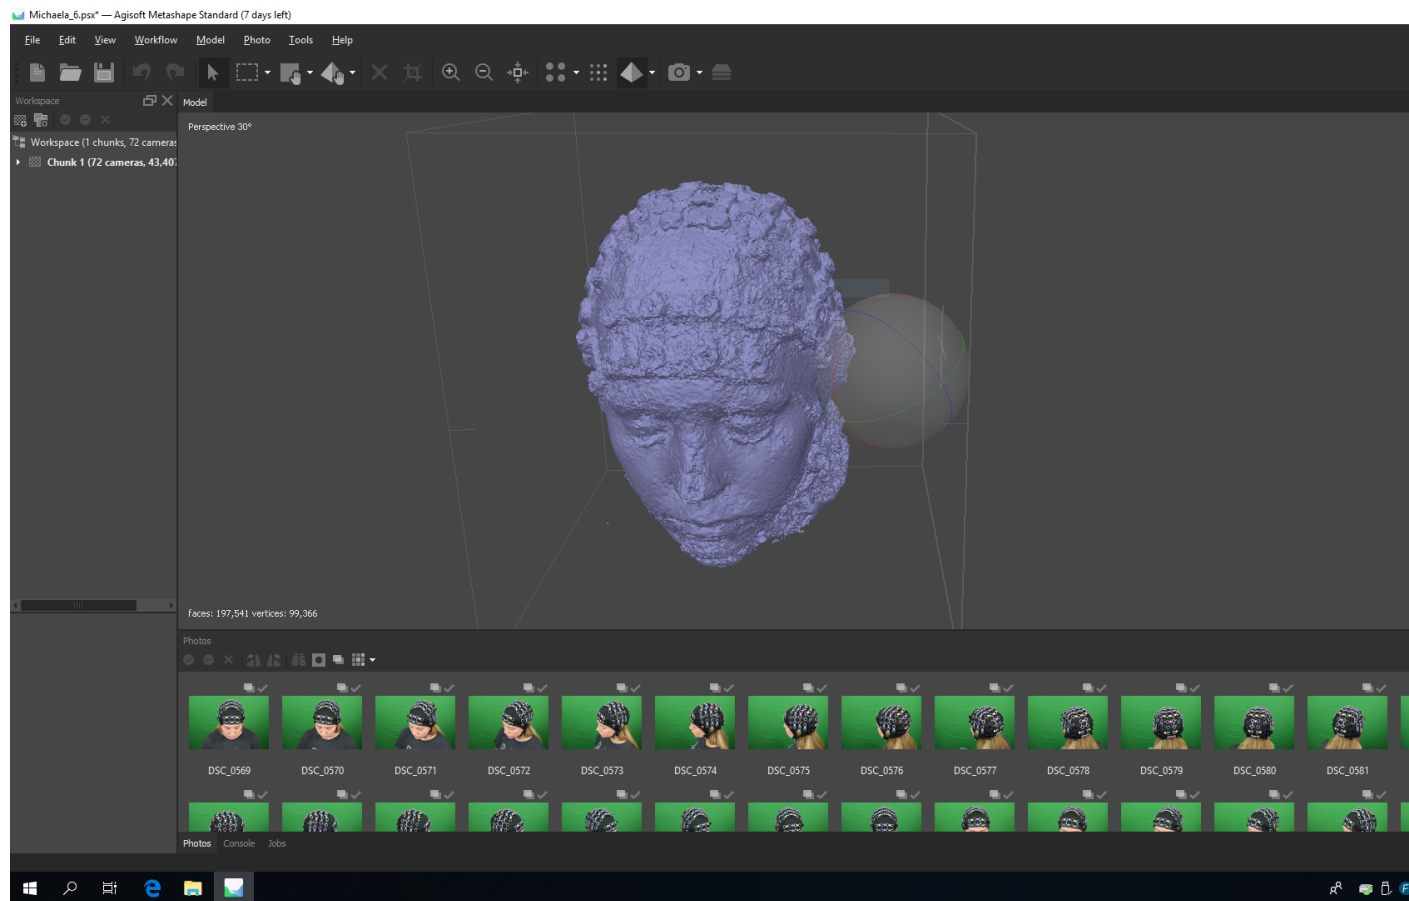 Michaela_6.psx* — Agisoft Metashape Standard (7 days left)
File Edit View Workflow Model Photo Tools Help
Workspace
Model
Perspective 30°
Workspace (1 chunks, 72 cameras
Chunk 1 (72 cameras, 43,407
faces: 197,541 vertices: 99,366
Photos
DSC_0569 DSC_0570 DSC_0571 DSC_0572 DSC_0573 DSC_0574 DSC_0575 DSC_0576 DSC_0577 DSC_0578 DSC_0579 DSC_0580 DSC_0581
Photos Console Jobs